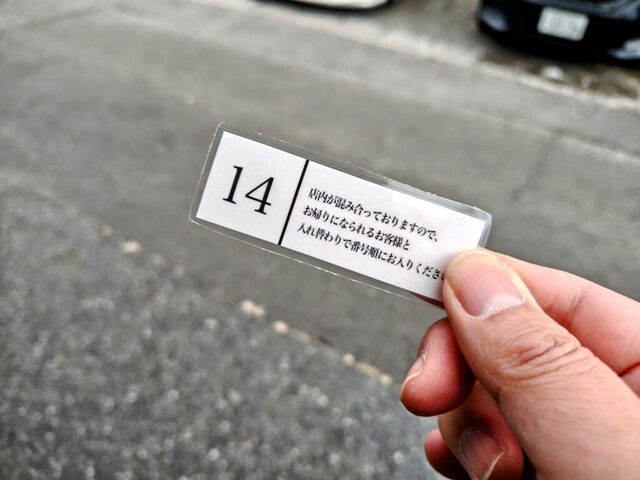 14
店内が混み合っておりますので、
お帰りになられるお客様と
入れ替わりで番号順にお入りくださ